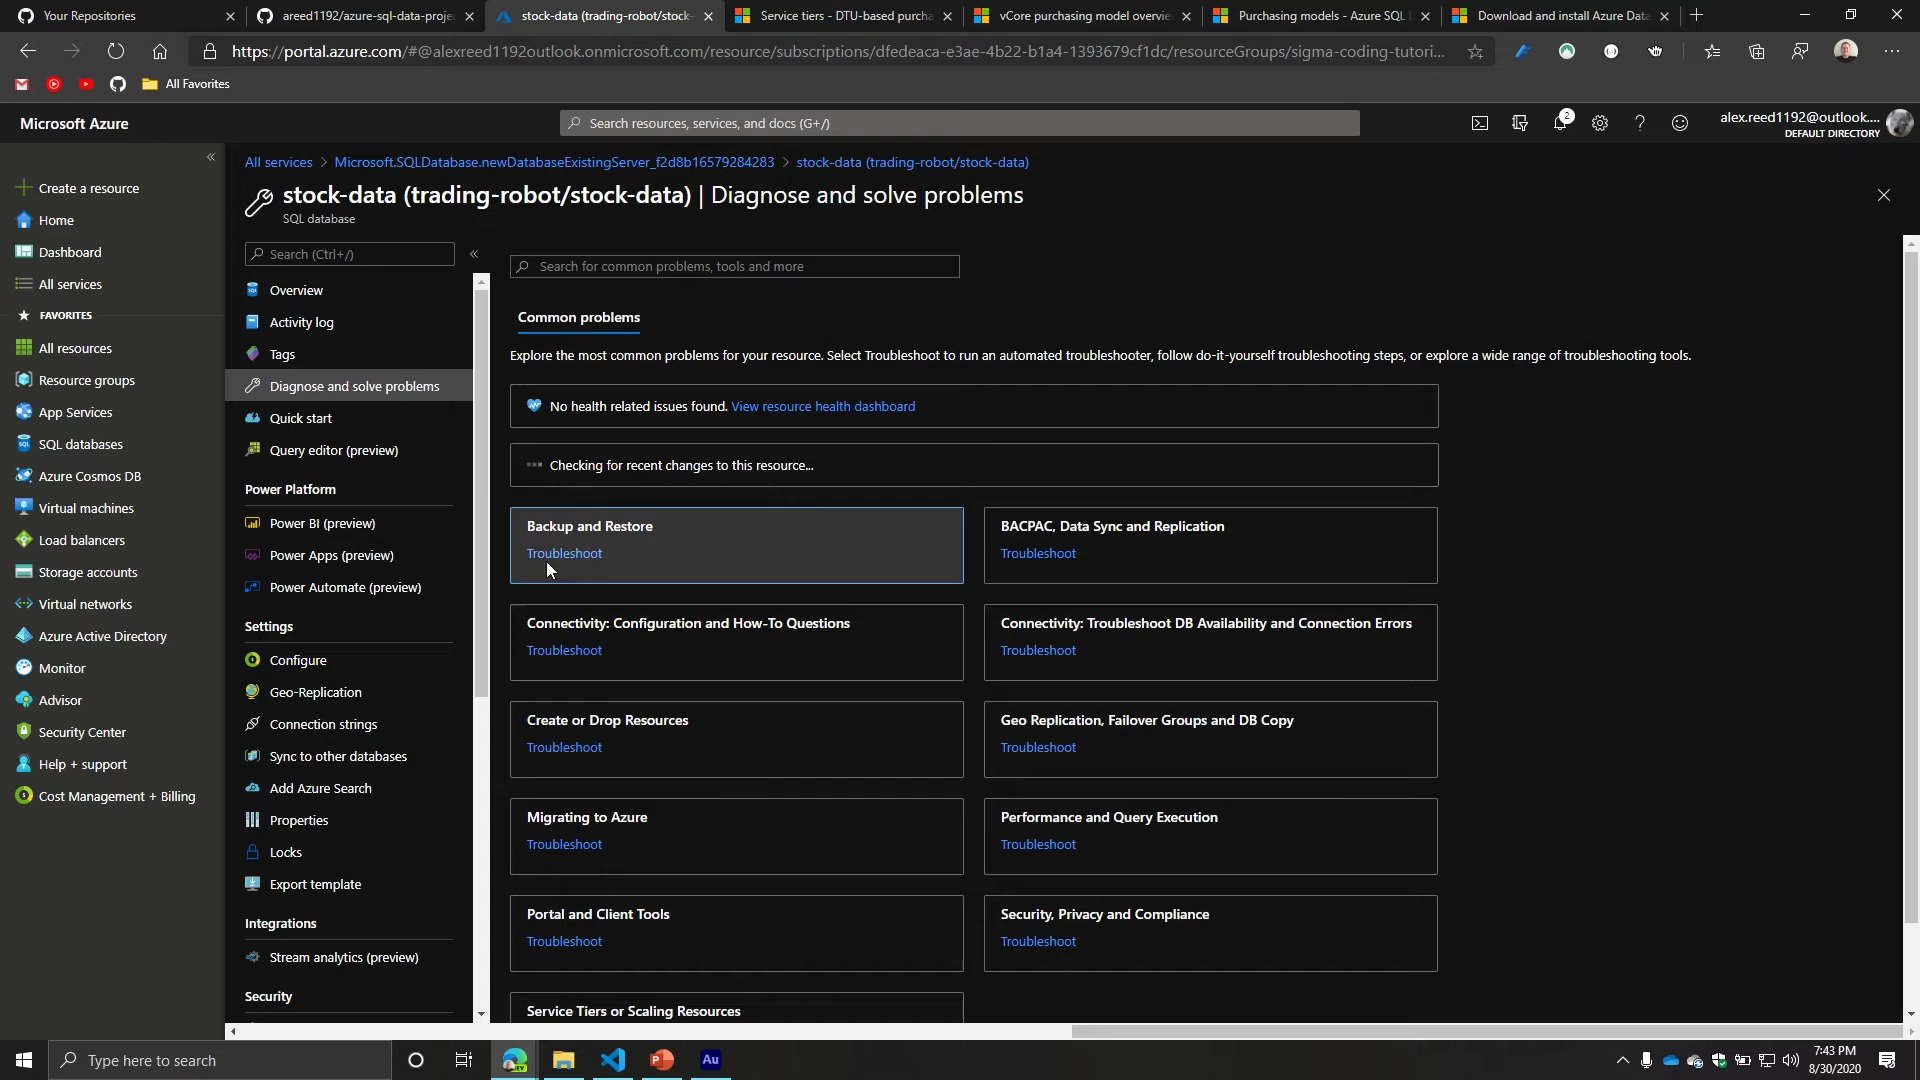 Your Repositories
areed1192/azure-sql-data-proje
stock-data (trading-robot/stock-
Service tiers - DTU-based purcha
vCore purchasing model overvie
Purchasing models - Azure SQL
Download and install Azure Data
https://portal.azure.com/#@alexreed1192outlook.onmicrosoft.com/resource/subscriptions/dfedeaca-e3ae-4b22-b1a4-1393679cf1dc/resourceGroups/sigma-coding-tutori...
All Favorites
Microsoft Azure
Search resources, services, and docs (G+/)
2
alex.reed1192@outlook....
DEFAULT DIRECTORY
All services > Microsoft.SQLDatabase.newDatabaseExistingServer_f2d8b16579284283 > stock-data (trading-robot/stock-data)
stock-data (trading-robot/stock-data) | Diagnose and solve problems
SQL database
Create a resource
Home
Dashboard
All services
FAVORITES
All resources
Resource groups
App Services
SQL databases
Azure Cosmos DB
Virtual machines
Load balancers
Storage accounts
Virtual networks
Azure Active Directory
Monitor
Advisor
Security Center
Help + support
Cost Management + Billing
Search (Ctrl+/)
Overview
Activity log
Tags
Diagnose and solve problems
Quick start
Query editor (preview)
Power Platform
Power BI (preview)
Power Apps (preview)
Power Automate (preview)
Settings
Configure
Geo-Replication
Connection strings
Sync to other databases
Add Azure Search
Properties
Locks
Export template
Integrations
Stream analytics (preview)
Security
Search for common problems, tools and more
Common problems
Explore the most common problems for your resource. Select Troubleshoot to run an automated troubleshooter, follow do-it-yourself troubleshooting steps, or explore a wide range of troubleshooting tools.
No health related issues found. View resource health dashboard
Checking for recent changes to this resource...
Backup and Restore
Troubleshoot
BACPAC, Data Sync and Replication
Troubleshoot
Connectivity: Configuration and How-To Questions
Troubleshoot
Connectivity: Troubleshoot DB Availability and Connection Errors
Troubleshoot
Create or Drop Resources
Troubleshoot
Geo Replication, Failover Groups and DB Copy
Troubleshoot
Migrating to Azure
Troubleshoot
Performance and Query Execution
Troubleshoot
Portal and Client Tools
Troubleshoot
Security, Privacy and Compliance
Troubleshoot
Service Tiers or Scaling Resources
Type here to search
Au
7:43 PM
8/30/2020